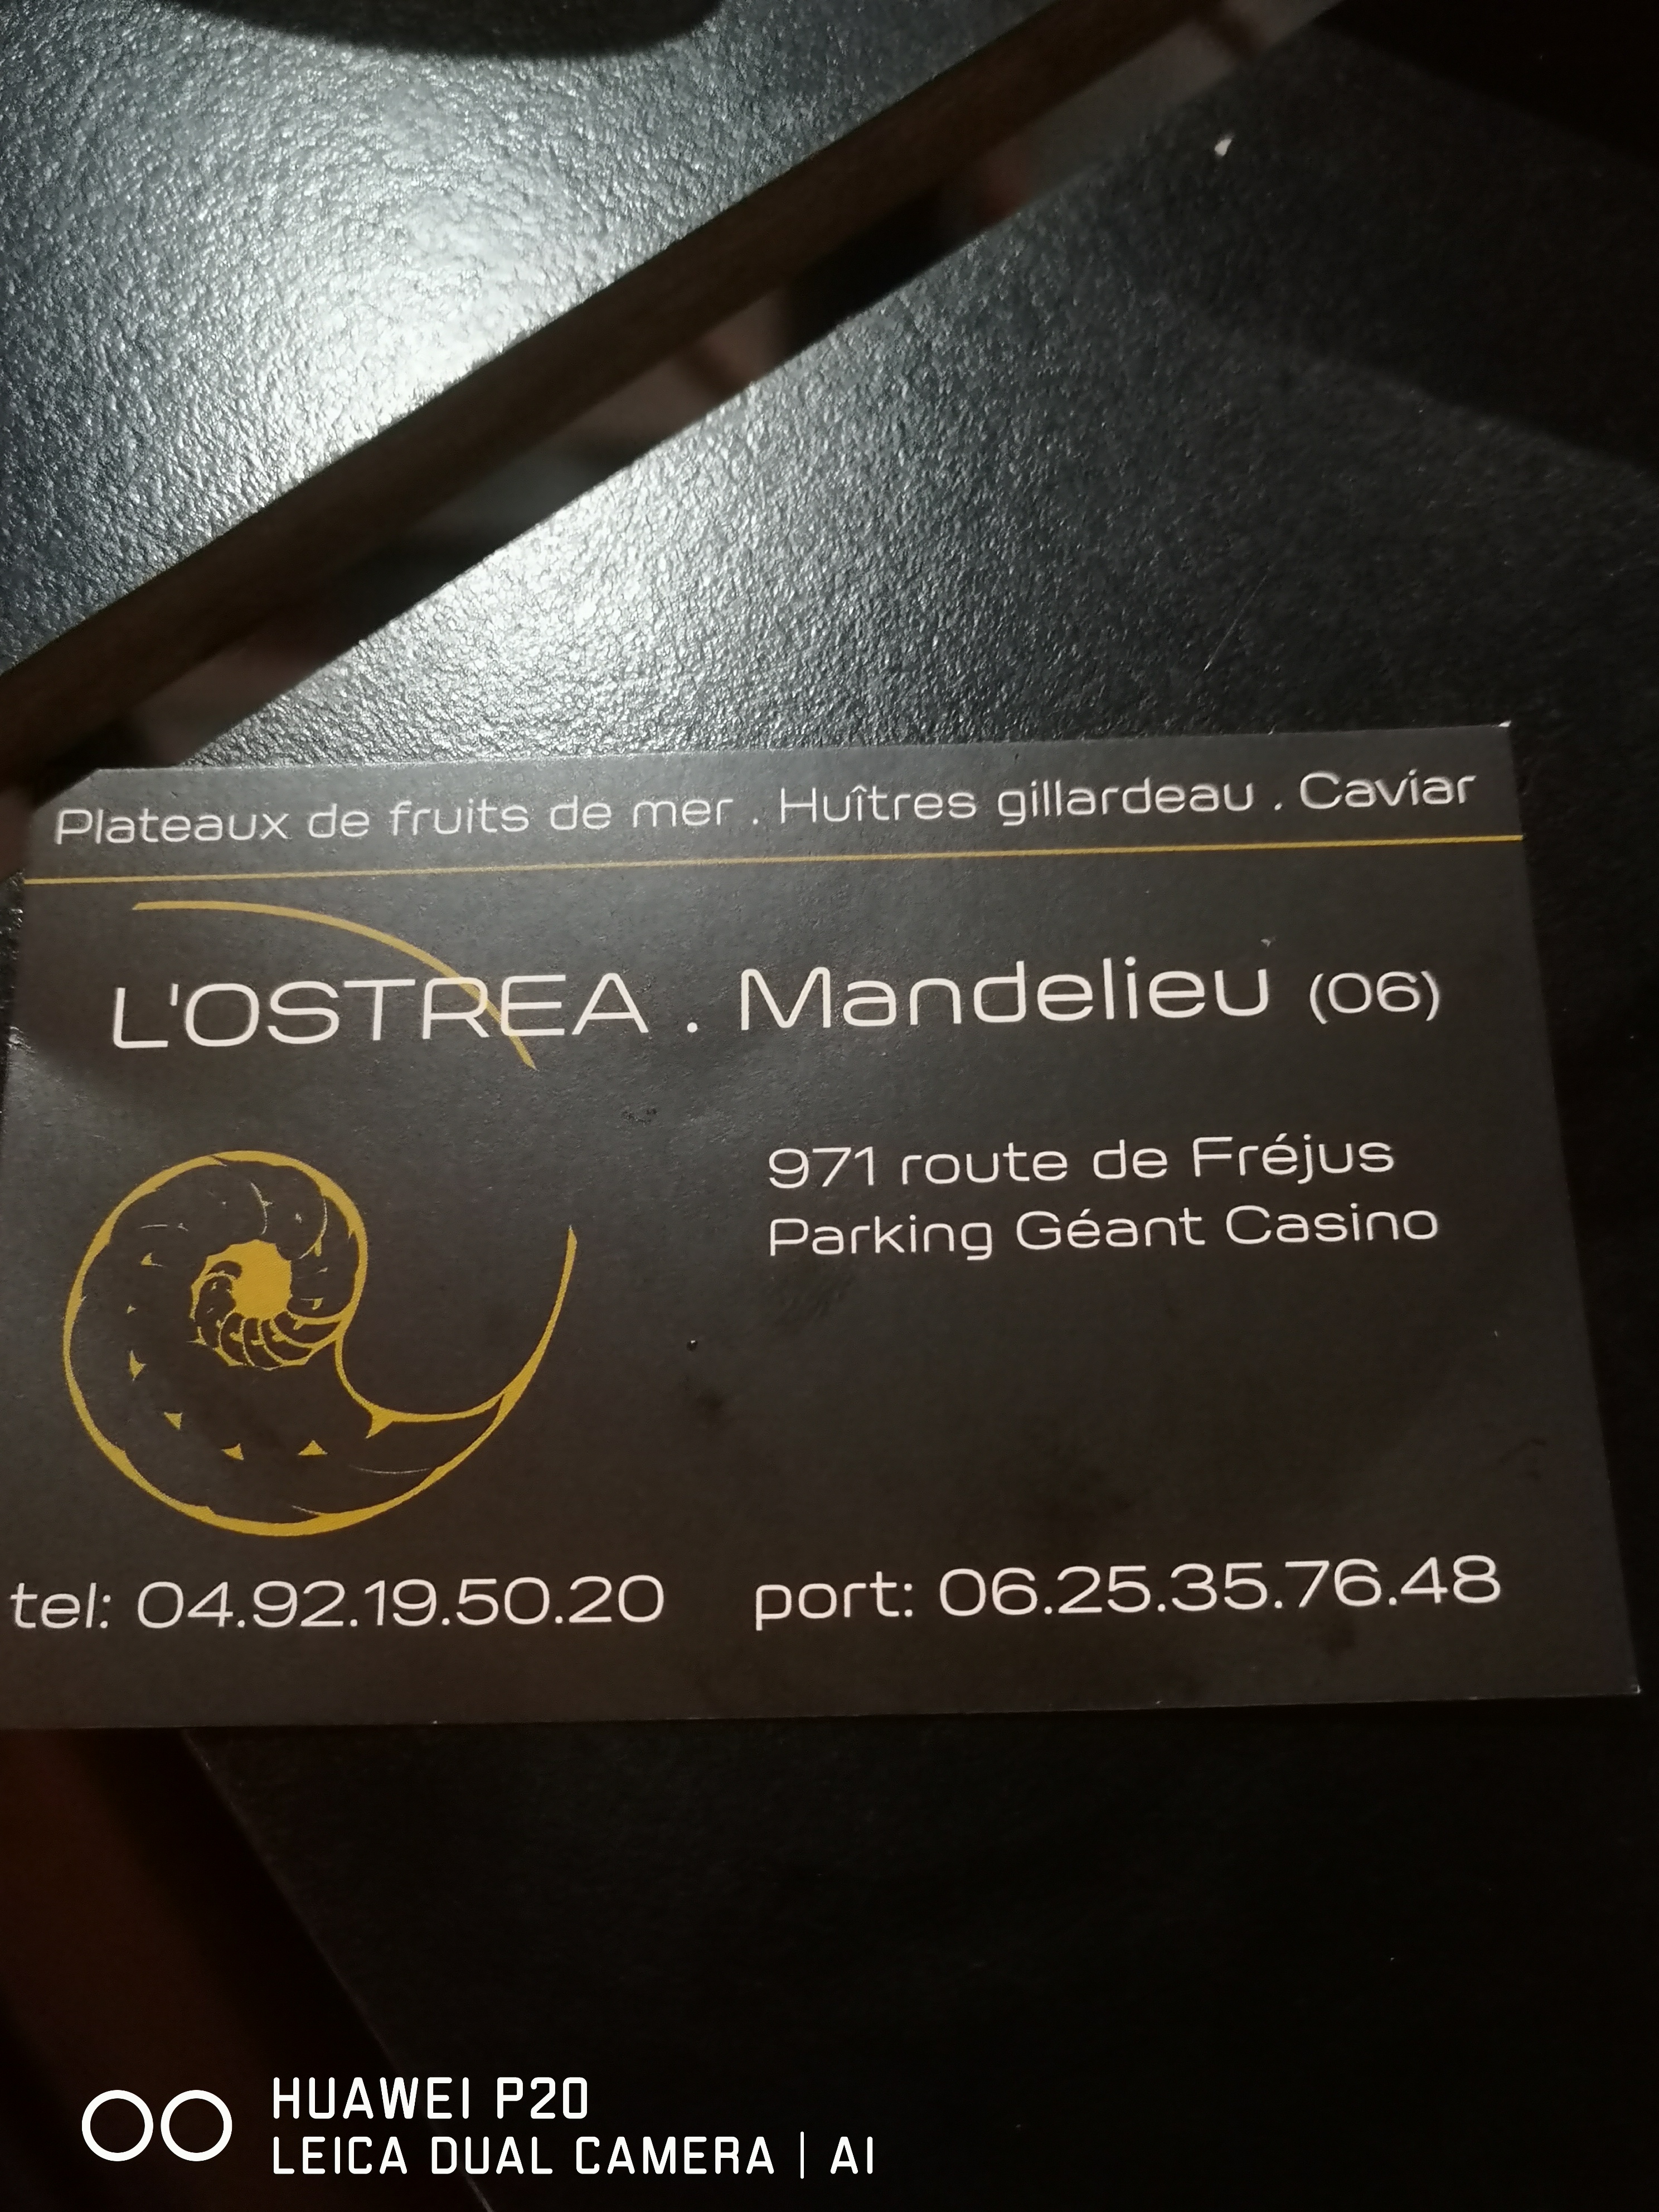 Plateaux de fruits de mer . Huîtres gillardeau . Caviar
L'OSTREA . Mandelieu (06)
971 route de Fréjus
Parking Géant Casino
tel: 04.92.19.50.20 port: 06.25.35.76.48
HUAWEI P20
LEICA DUAL CAMERA | AI